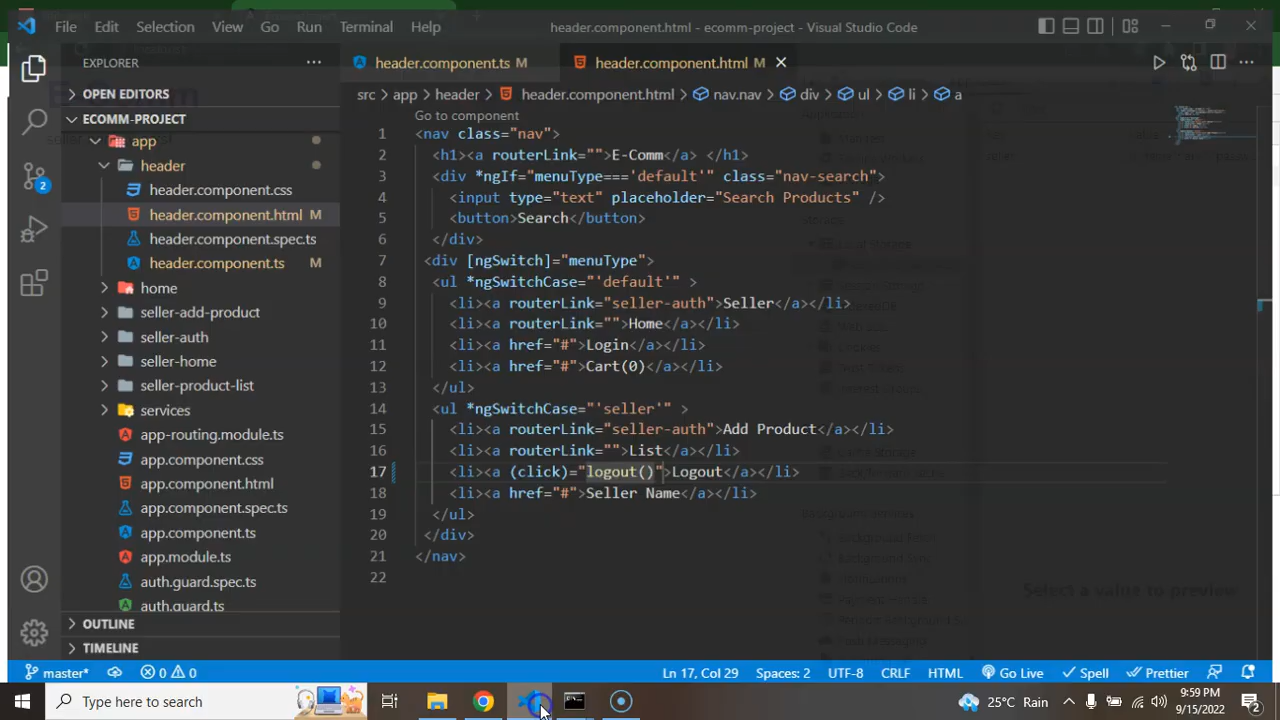 File Edit Selection View Go Run Terminal Help header.component.html - ecomm-project - Visual Studio Code
EXPLORER
OPEN EDITORS
ECOMM-PROJECT
app
header
header.component.css
header.component.html M
header.component.spec.ts
header.component.ts M
home
seller-add-product
seller-auth
seller-home
seller-product-list
services
app-routing.module.ts
app.component.css
app.component.html
app.component.spec.ts
app.component.ts
app.module.ts
auth.guard.spec.ts
auth.guard.ts
OUTLINE
TIMELINE
header.component.ts M header.component.html M
src > app > header > header.component.html > nav.nav > div > ul > li > a
Go to component
1 <nav class="nav">
2 <h1><a routerLink="">E-Comm</a> </h1>
3 <div *ngIf="menuType==='default'" class="nav-search">
4 <input type="text" placeholder="Search Products" />
5 <button>Search</button>
6 </div>
7 <div [ngSwitch]="menuType">
8 <ul *ngSwitchCase="'default'" >
9 <li><a routerLink="seller-auth">Seller</a></li>
10 <li><a routerLink="">Home</a></li>
11 <li><a href="#">Login</a></li>
12 <li><a href="#">Cart(0)</a></li>
13 </ul>
14 <ul *ngSwitchCase="'seller'" >
15 <li><a routerLink="seller-auth">Add Product</a></li>
16 <li><a routerLink="">List</a></li>
17 <li><a (click)="logout()">Logout</a></li>
18 <li><a href="#">Seller Name</a></li>
19 </ul>
20 </div>
21 </nav>
22
Select a value to preview
master* 0 0 Ln 17, Col 29 Spaces: 2 UTF-8 CRLF HTML Go Live Spell Prettier
Type here to search 25°C Rain 9:59 PM
9/15/2022
2
2